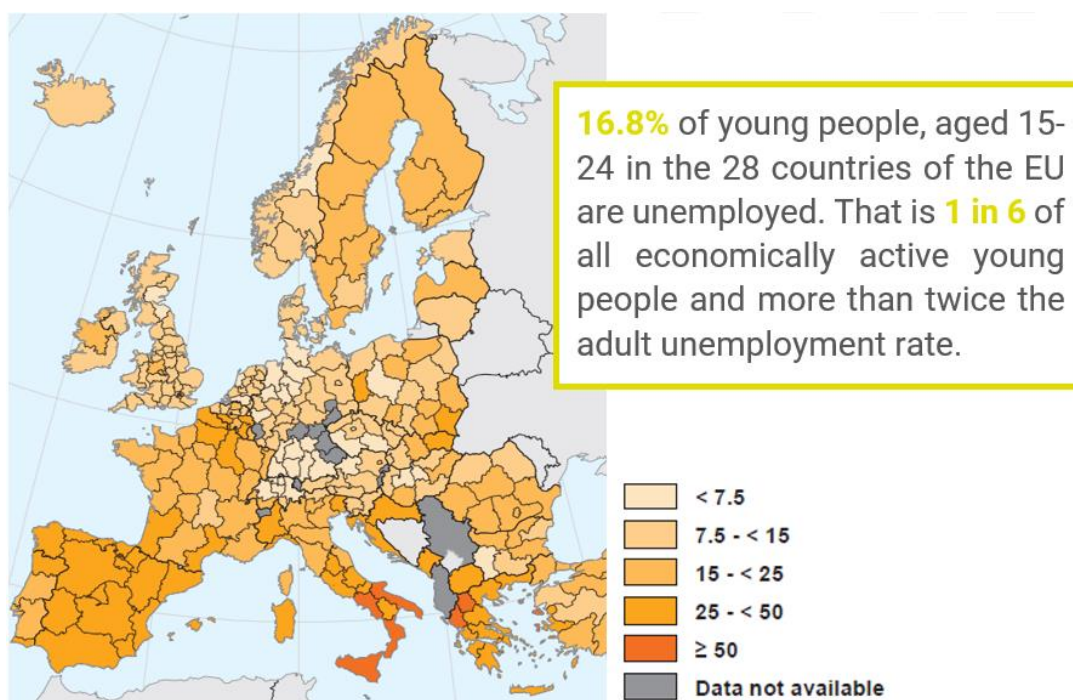 16.8% of young people, aged 15-
24 in the 28 countries of the EU
are unemployed. That is 1 in 6 of
all economically active young
people and more than twice the
adult unemployment rate.
< 7.5
7.5 - < 15
15 - < 25
25 - < 50
≥ 50
Data not available